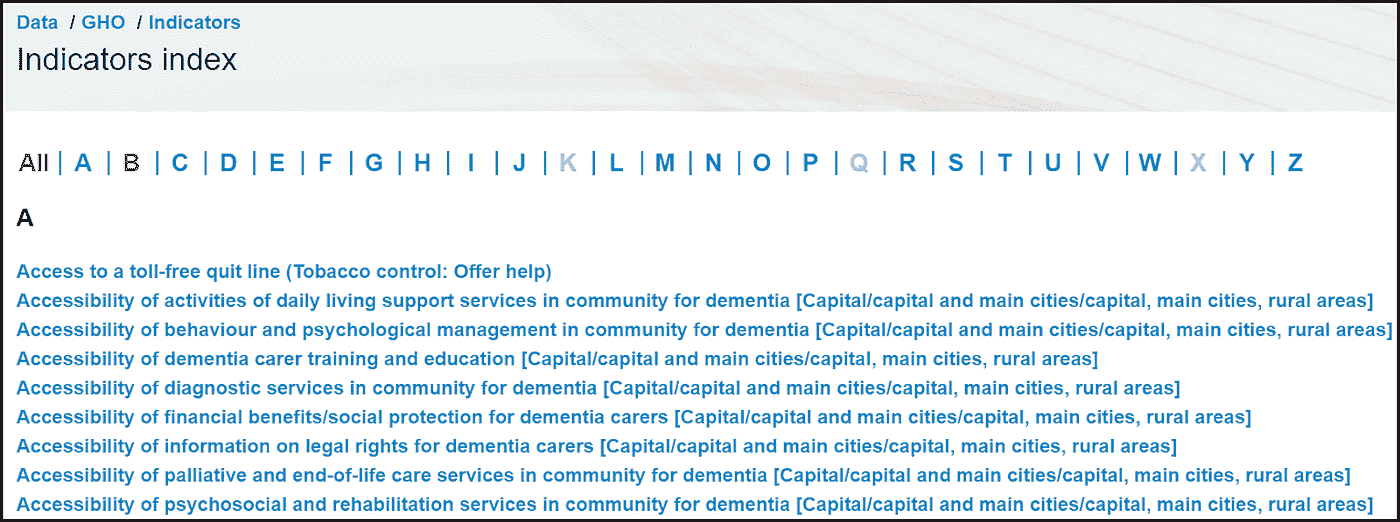 Data / GHO / Indicators
Indicators index
All | A | B | C | D | E | F | G | H | I | J | K | L | M | N | O | P | Q | R | S | T | U | V | W | X | Y | Z
A
Access to a toll-free quit line (Tobacco control: Offer help)
Accessibility of activities of daily living support services in community for dementia [Capital/capital and main cities/capital, main cities, rural areas]
Accessibility of behaviour and psychological management in community for dementia [Capital/capital and main cities/capital, main cities, rural areas]
Accessibility of dementia carer training and education [Capital/capital and main cities/capital, main cities, rural areas]
Accessibility of diagnostic services in community for dementia [Capital/capital and main cities/capital, main cities, rural areas]
Accessibility of financial benefits/social protection for dementia carers [Capital/capital and main cities/capital, main cities, rural areas]
Accessibility of information on legal rights for dementia carers [Capital/capital and main cities/capital, main cities, rural areas]
Accessibility of palliative and end-of-life care services in community for dementia [Capital/capital and main cities/capital, main cities, rural areas]
Accessibility of psychosocial and rehabilitation services in community for dementia [Capital/capital and main cities/capital, main cities, rural areas]